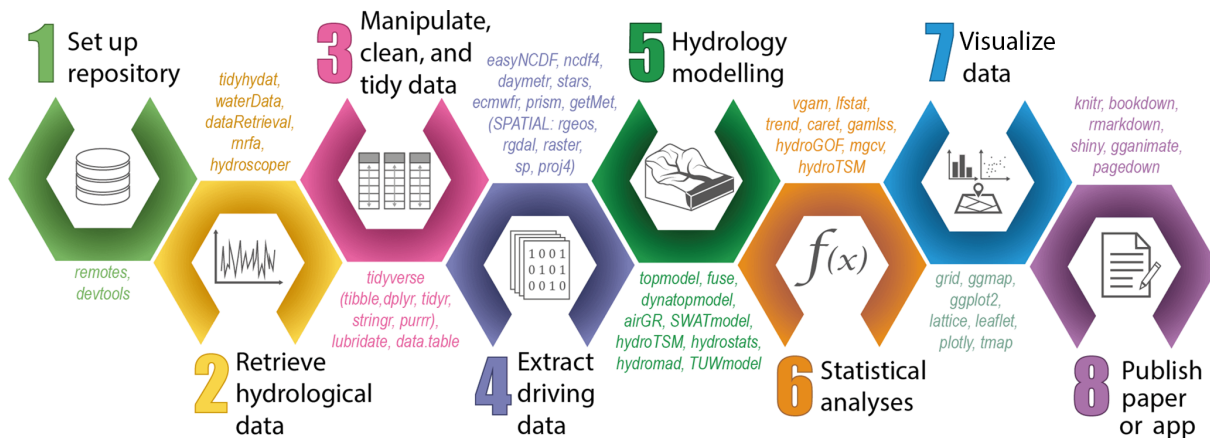 1 Set up
repository
remotes,
devtools
tidyhydat,
waterData,
dataRetrieval,
mrfa,
hydroscoper
2 Retrieve
hydrological
data
3 Manipulate,
clean, and
tidy data
tidyverse
(tibble,dplyr, tidyr,
stringr, purrr),
lubridate, data.table
easyNCDF, ncdf4,
daymetr, stars,
ecmwfr, prism, getMet,
(SPATIAL: rgeos,
rgdal, raster,
sp, proj4)
1001
0101
0010
4 Extract
driving
data
5 Hydrology
modelling
topmodel, fuse,
dynatopmodel,
airGR, SWATmodel,
hydroTSM, hydrostats,
hydromad, TUWmodel
vgam, lfstat,
trend, caret, gamlss,
hydroGOF, mgcv,
hydroTSM
f(x)
6 Statistical
analyses
7 Visualize
data
grid, ggmap,
ggplot2,
lattice, leaflet,
plotly, tmap
knitr, bookdown,
rmarkdown,
shiny, gganimate,
pagedown
8 Publish
paper
or app